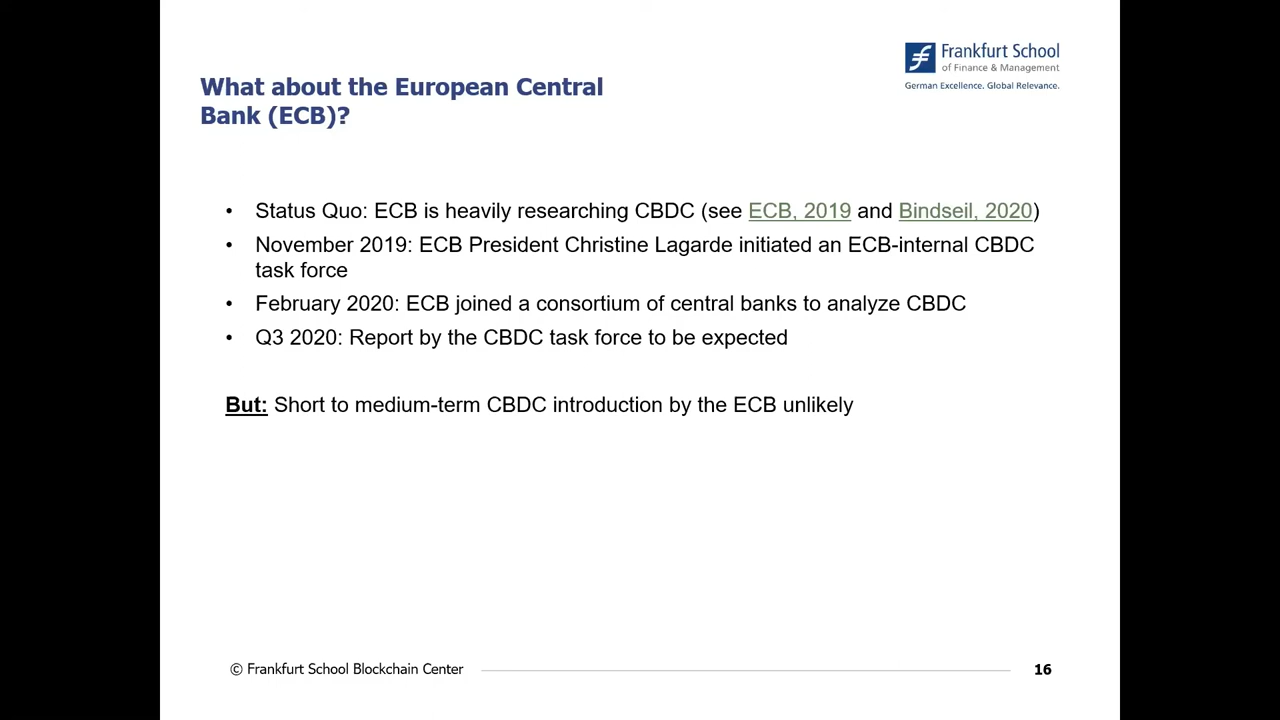 Frankfurt School
of Finance & Management
German Excellence. Global Relevance.
What about the European Central
Bank (ECB)?
• Status Quo: ECB is heavily researching CBDC (see ECB, 2019 and Bindseil, 2020)
• November 2019: ECB President Christine Lagarde initiated an ECB-internal CBDC
task force
• February 2020: ECB joined a consortium of central banks to analyze CBDC
• Q3 2020: Report by the CBDC task force to be expected
But: Short to medium-term CBDC introduction by the ECB unlikely
© Frankfurt School Blockchain Center
16